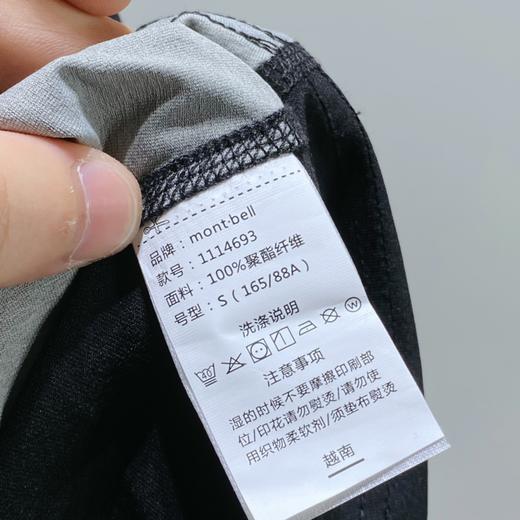 品牌：mont-bell
款号：1114693
面料：100%聚酯纤维
号型：S（165/88A）
洗涤说明
注意事项
湿的时候不要摩擦印刷部
位/印花请勿熨烫/请勿使
用织物柔软剂/须垫布熨烫
越南